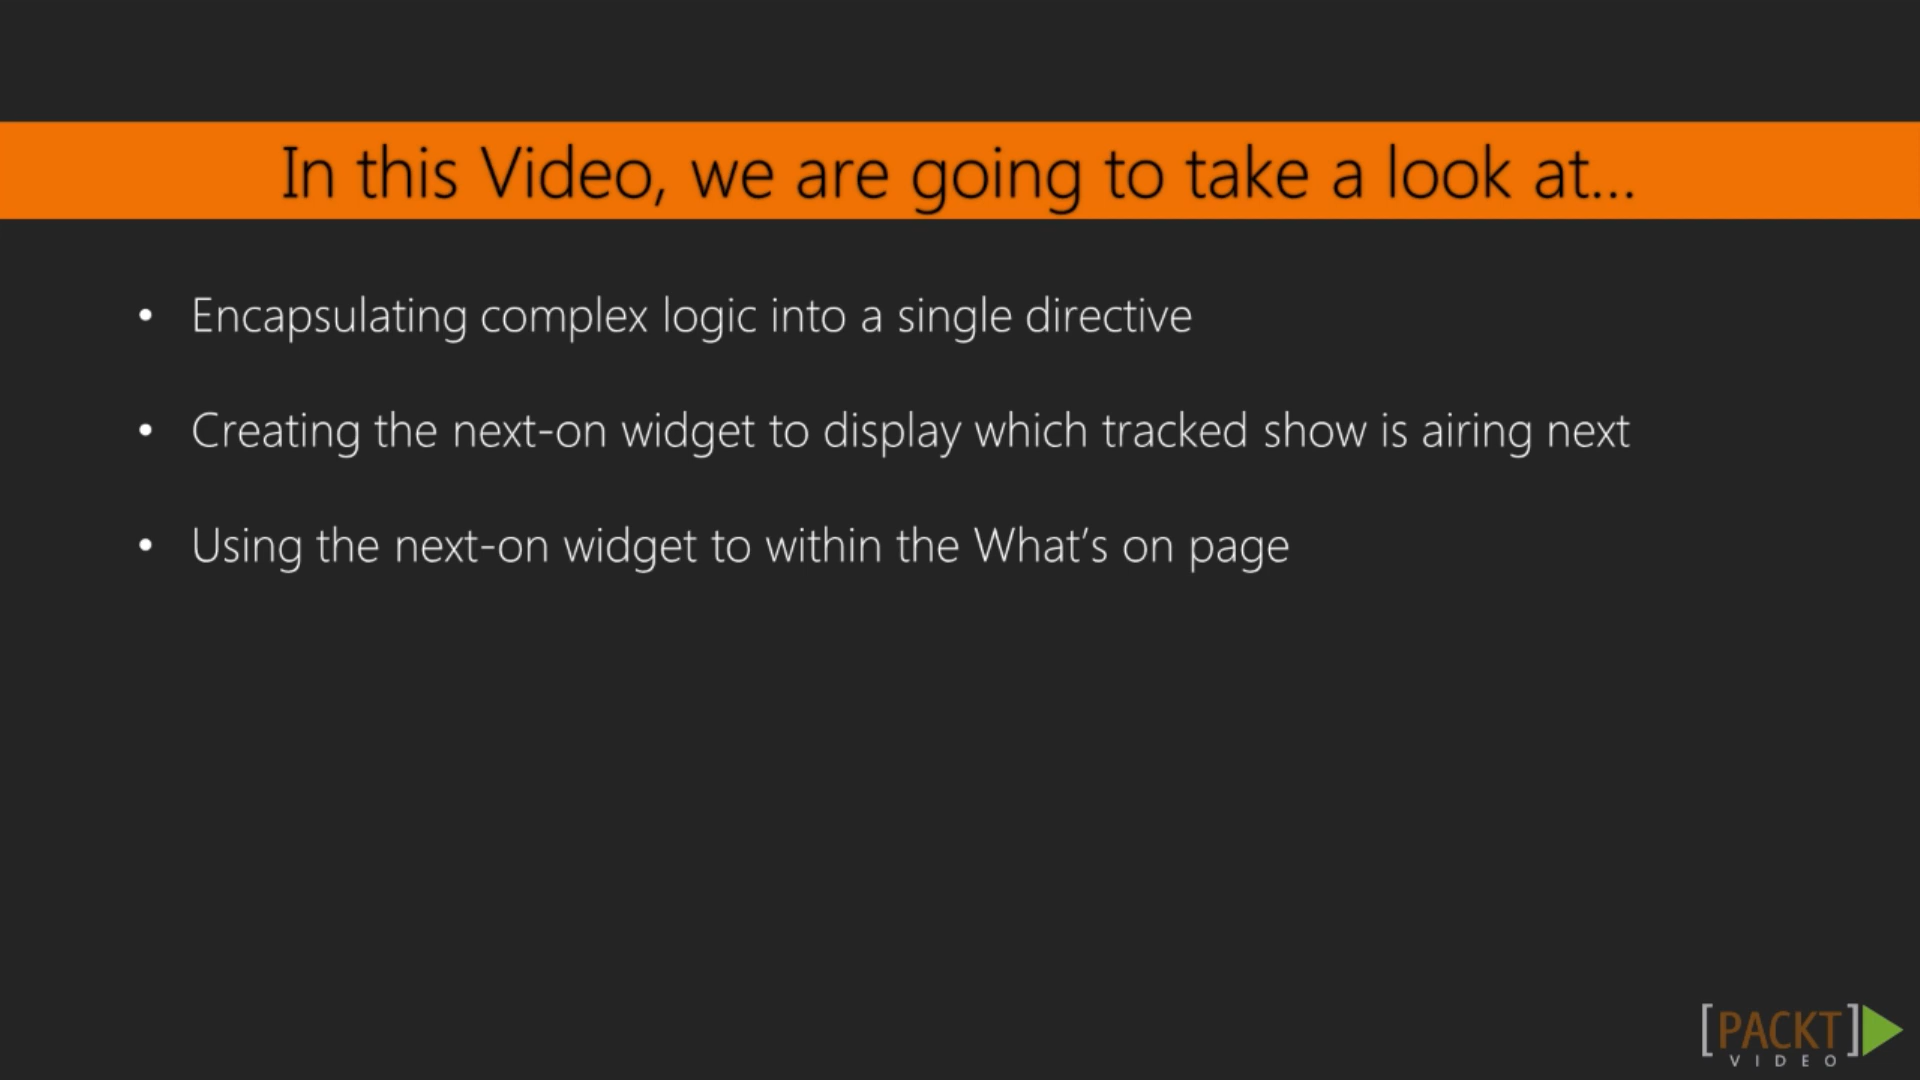 In this Video, we are going to take a look at...
• Encapsulating complex logic into a single directive
• Creating the next-on widget to display which tracked show is airing next
• Using the next-on widget to within the What's on page
[PACKT]
VIDEO